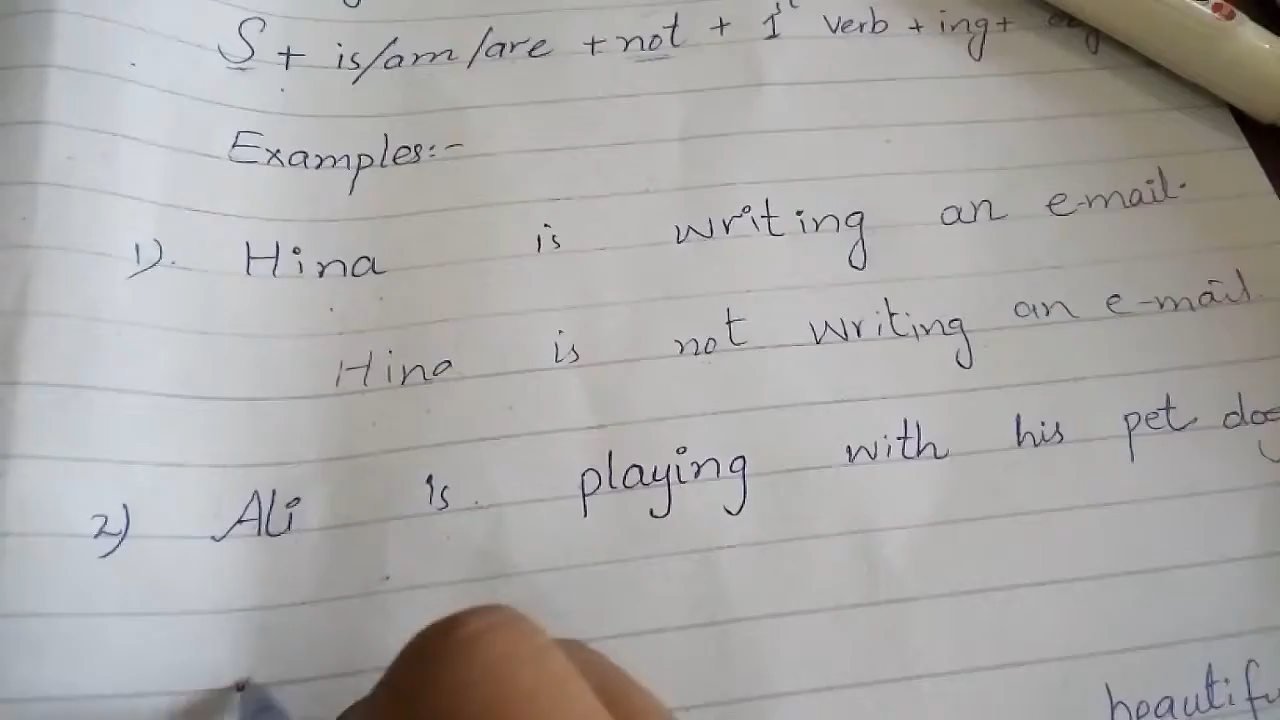 S + is/am/are + not + 1st verb + ing +
Examples:-
1). Hina is writing an e-mail.
Hina is not writing an e-mail.
2) Ali is playing with his pet dog